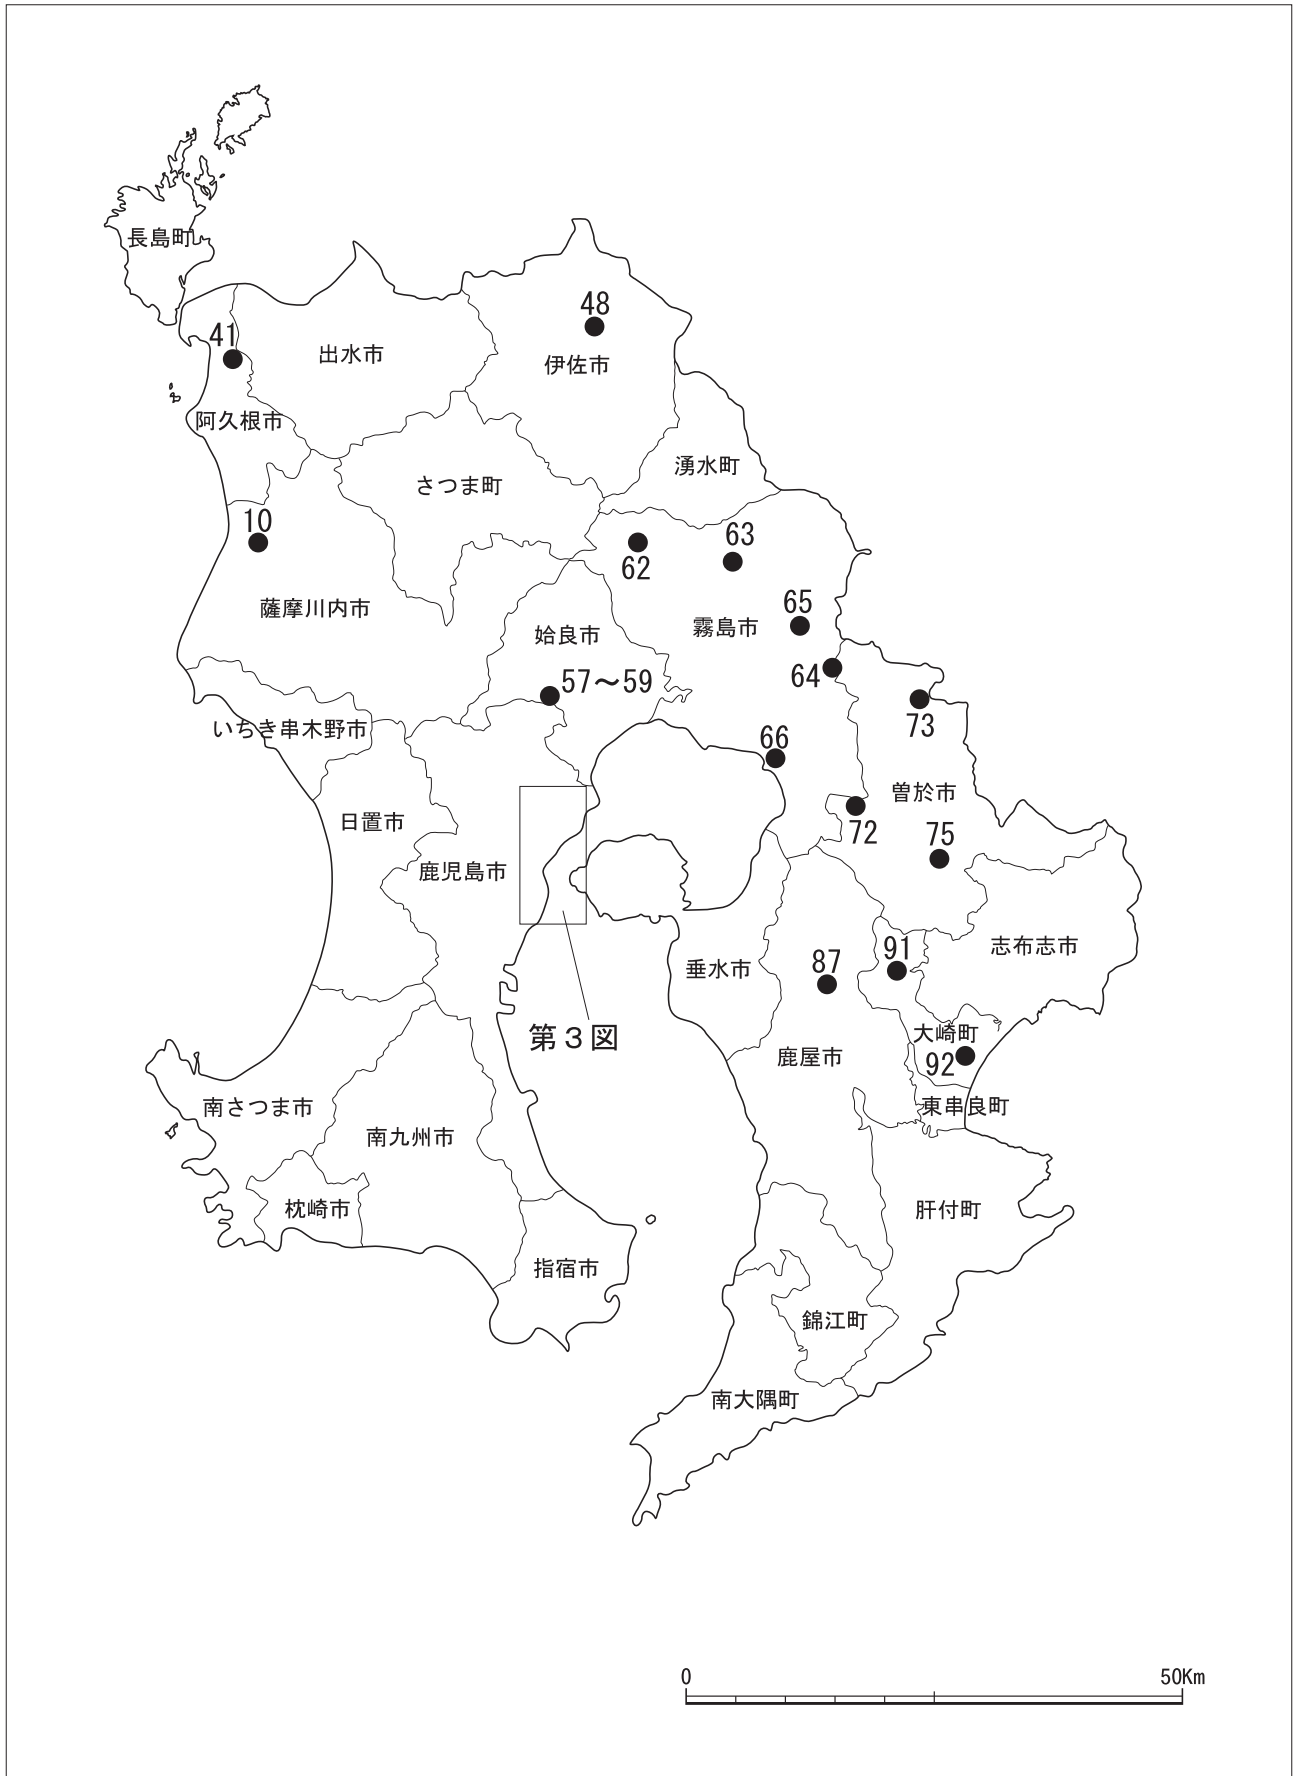 長島町
48
41
出水市
伊佐市
阿久根市
湧水町
さつま町
10
63
62
65
薩摩川内市
霧島市
姶良市
64
57～59
73
いちき串木野市
66
曽於市
日置市
72
75
鹿児島市
91
志布志市
87
垂水市
大崎町
第３図
鹿屋市
92
南さつま市
東串良町
南九州市
枕崎市
肝付町
指宿市
錦江町
南大隅町
0
50Km